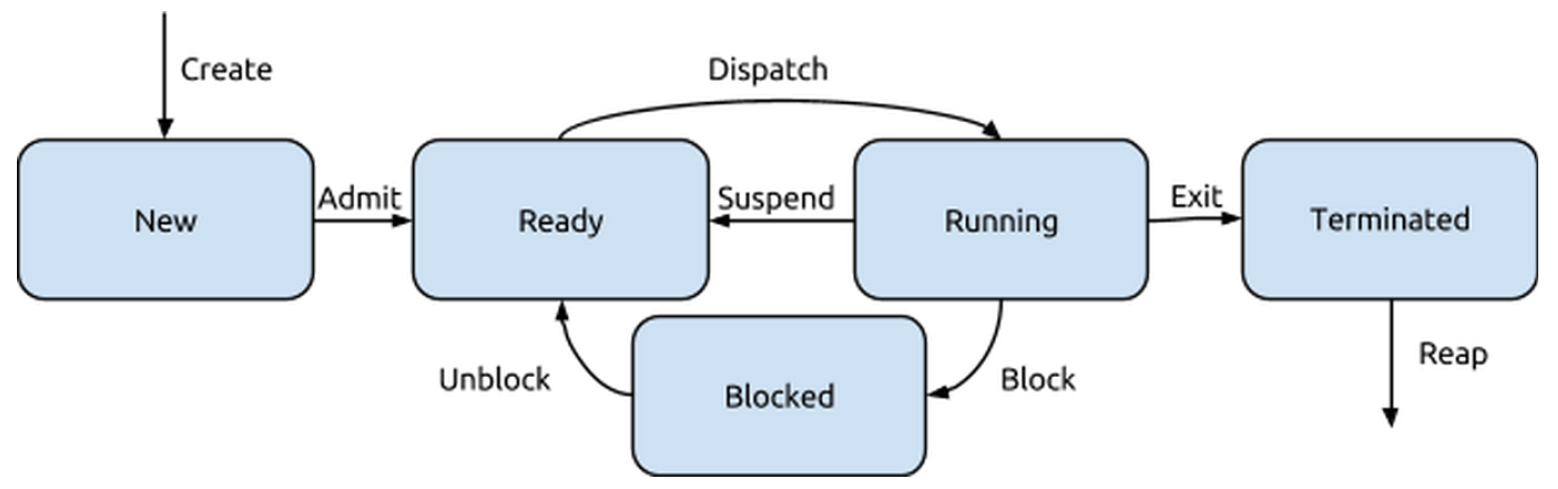 Create
Dispatch
New
Admit
Ready
Suspend
Running
Exit
Terminated
Unblock
Blocked
Block
Reap